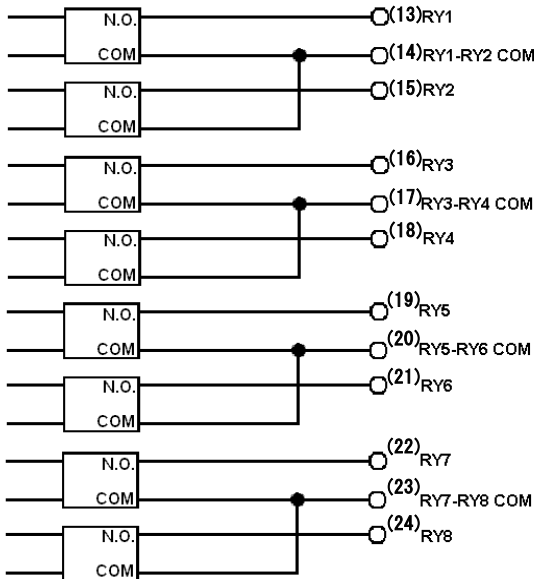 N.O. (13)RY1
COM (14)RY1-RY2 COM
N.O. (15)RY2
COM
N.O. (16)RY3
COM (17)RY3-RY4 COM
N.O. (18)RY4
COM
N.O. (19)RY5
COM (20)RY5-RY6 COM
N.O. (21)RY6
COM
N.O. (22)RY7
COM (23)RY7-RY8 COM
N.O. (24)RY8
COM